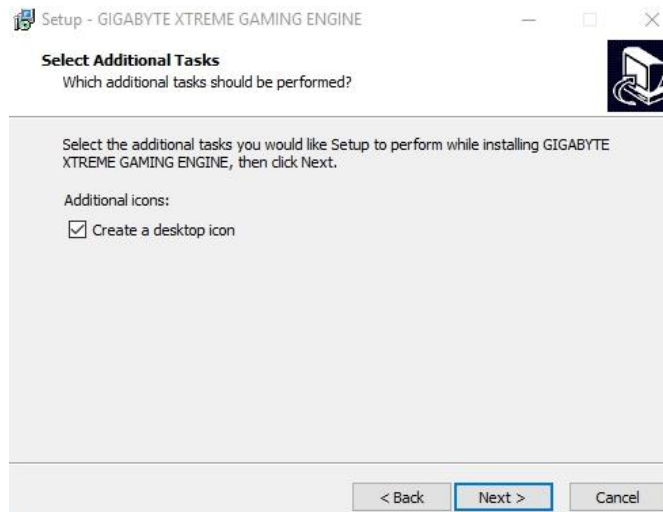 Setup - GIGABYTE XTREME GAMING ENGINE
Select Additional Tasks
Which additional tasks should be performed?
Select the additional tasks you would like Setup to perform while installing GIGABYTE
XTREME GAMING ENGINE, then click Next.
Additional icons:
Create a desktop icon
< Back
Next >
Cancel